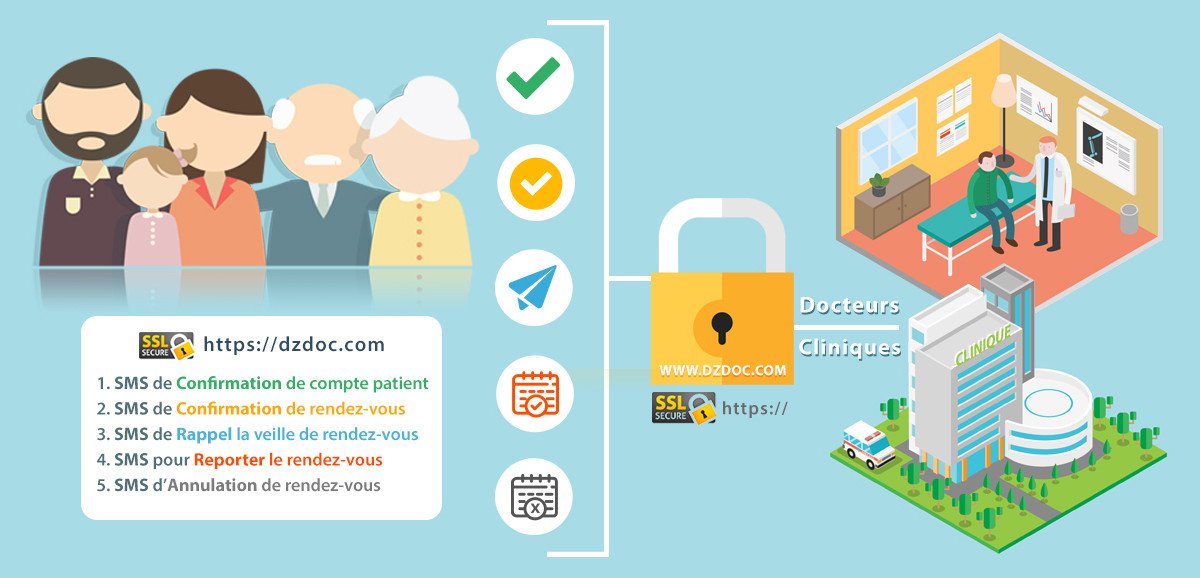 SSL
SECURE
https://dzdoc.com
1. SMS de Confirmation de compte patient
2. SMS de Confirmation de rendez-vous
3. SMS de Rappel la veille de rendez-vous
4. SMS pour Reporter le rendez-vous
5. SMS d’Annulation de rendez-vous
WWW.DZDOC.COM
SSL
SECURE
https://
Docteurs
Cliniques
CLINIQUE